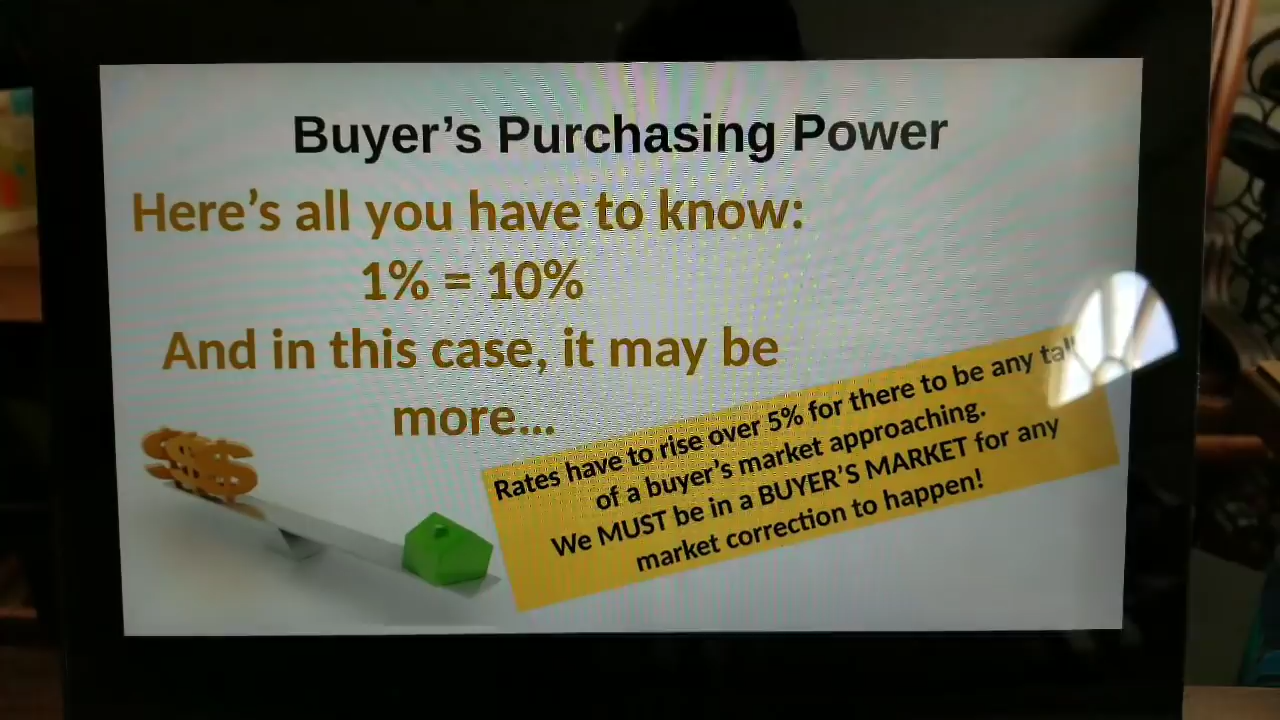 Buyer’s Purchasing Power
Here’s all you have to know:
1% = 10%
And in this case, it may be
more...
Rates have to rise over 5% for there to be any
of a buyer’s market approaching.
We MUST be in a BUYER’S MARKET for any
market correction to happen!